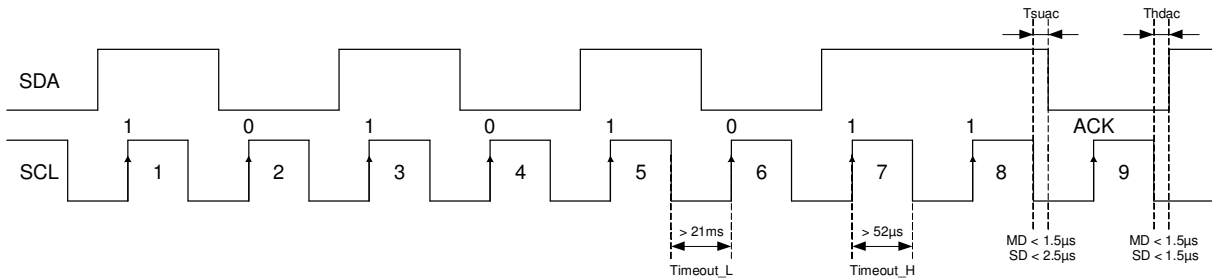 Tsuac Thdac
SDA
1 0 1 0 1 0 1 1 ACK
SCL 1 2 3 4 5 6 7 8 9
> 21ms > 52µs MD < 1.5µs MD < 1.5µs
SD < 2.5µs SD < 1.5µs
Timeout_L Timeout_H